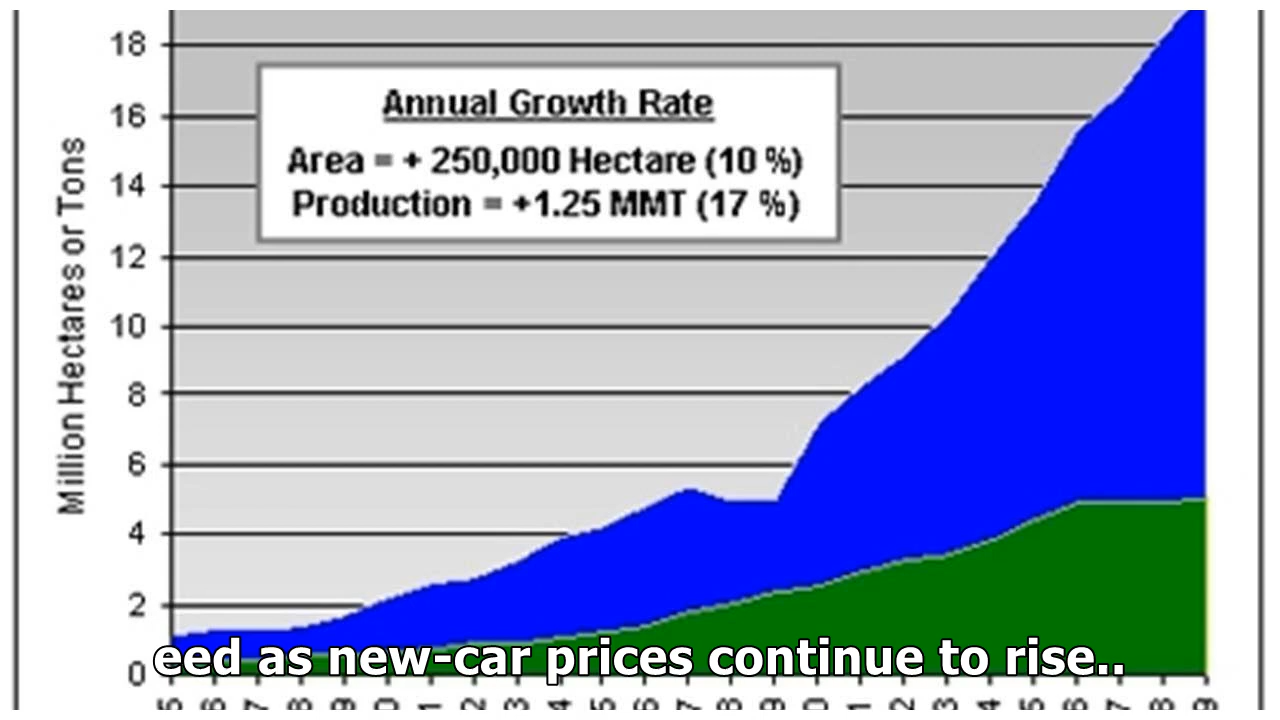 18
Annual Growth Rate
16
Area = + 250,000 Hectare (10 %)
14
Production = +1.25 MMT (17 %)
12
Million Hectares or Tons
10
8
6
4
2
eed as new-car prices continue to rise..
0